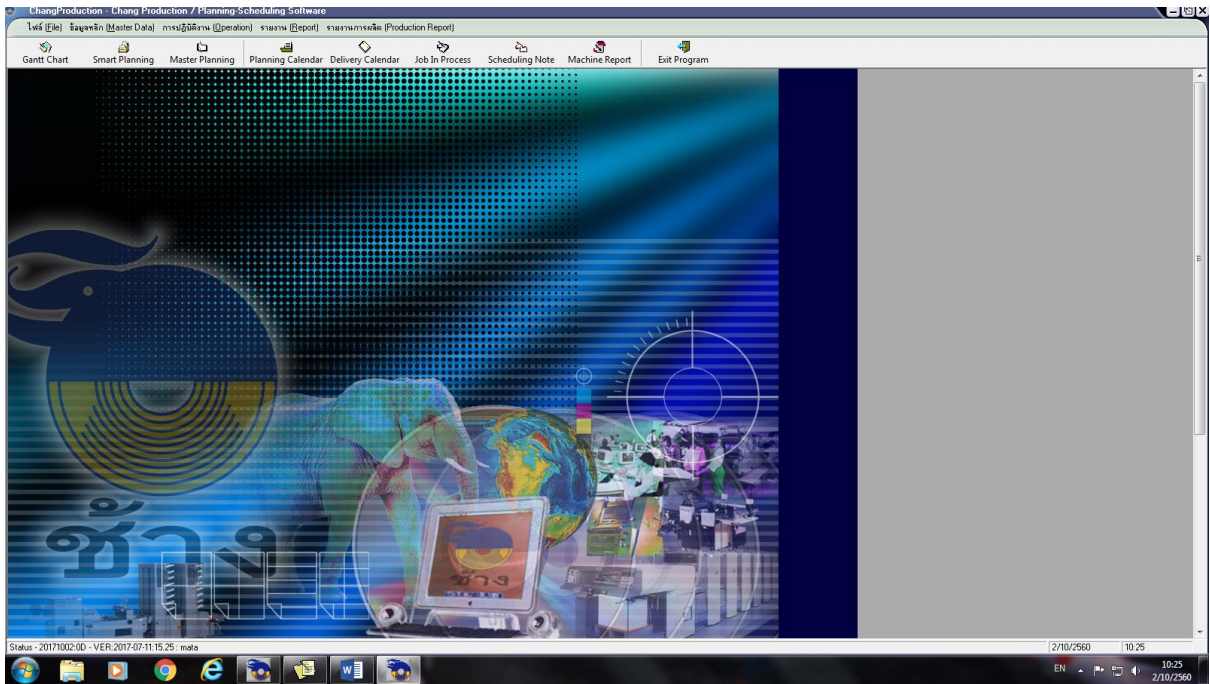 ChangProduction - Chang Production / Planning-Scheduling Software
ไฟล์ (File) ข้อมูลหลัก (Master Data) การปฏิบัติงาน (Operation) รายงาน (Report) รายงานการผลิต (Production Report)
Gantt Chart Smart Planning Master Planning Planning Calendar Delivery Calendar Job In Process Scheduling Note Machine Report Exit Program
ช้าง
ช้าง
Status - 20171002:0D - VER:2017-07-11:15.25 : mata 2/10/2560 10:25
EN 10:25
2/10/2560